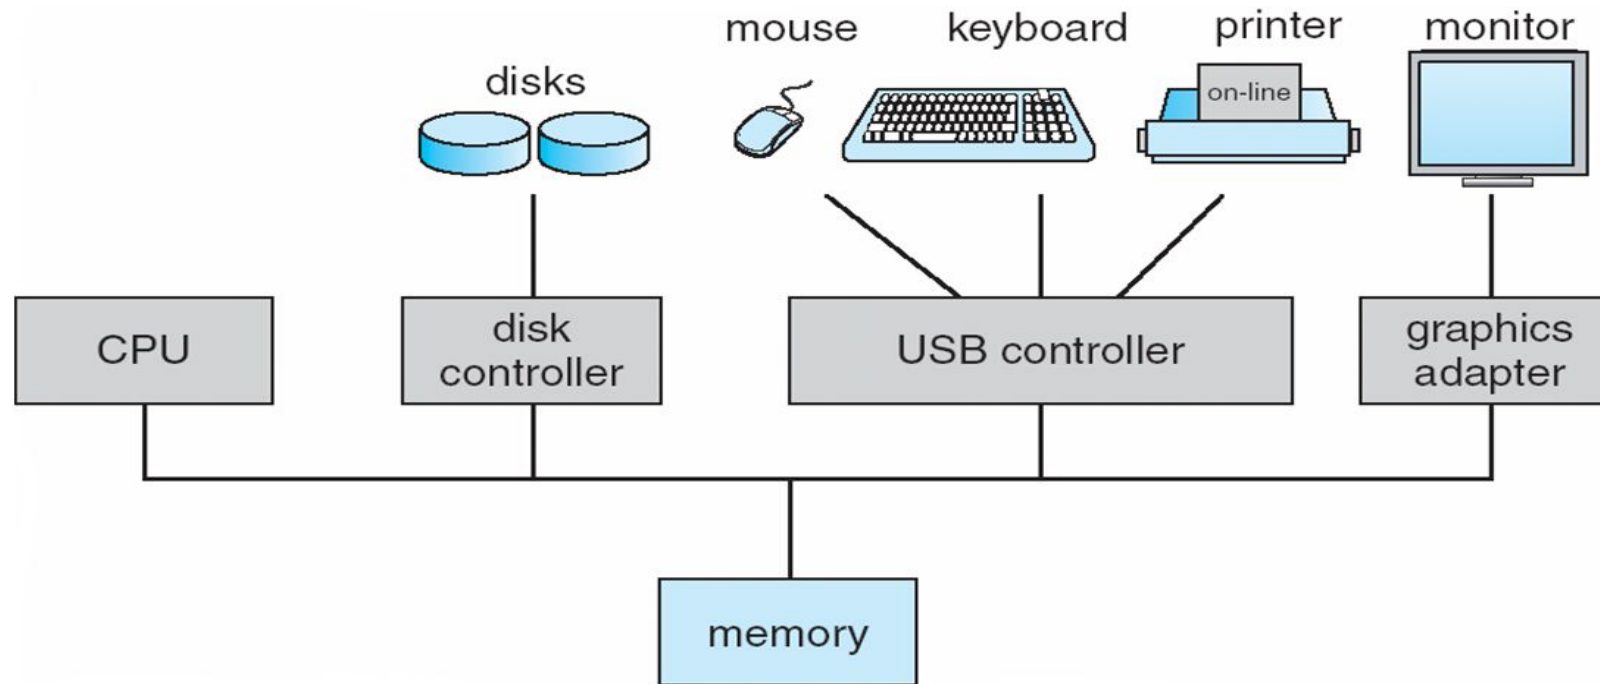 mouse
keyboard
printer
monitor
disks
on-line
CPU
disk
controller
USB controller
graphics
adapter
memory